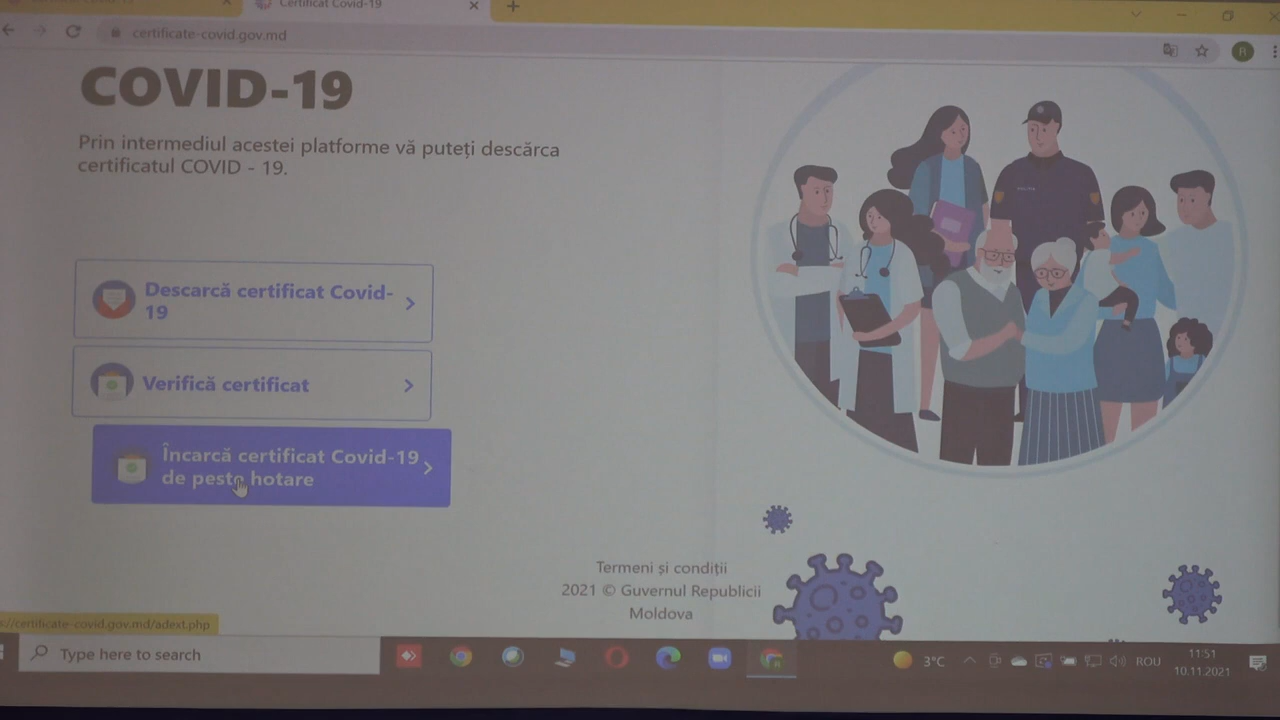 Certificat Covid-19
certificate-covid.gov.md
R
COVID-19
Prin intermediul acestei platforme vă puteți descărca
certificatul COVID - 19.
Descarcă certificat Covid-
19
Verifică certificat
Încarcă certificat Covid-19
de peste hotare
Termeni și condiții
2021 © Guvernul Republicii
Moldova
s://certificate-covid.gov.md/adext.php
Type here to search
3°C
ROU
11:51
10.11.2021